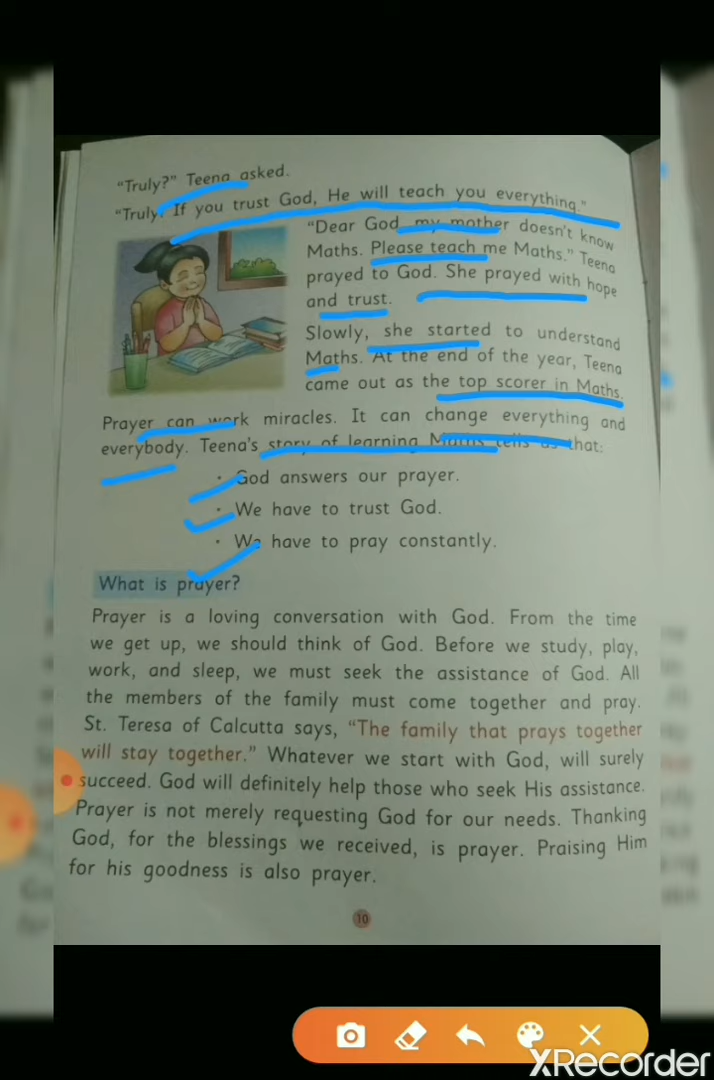 "Truly?" Teena asked.
"Truly. If you trust God, He will teach you everything."
"Dear God my mother doesn't know
Maths. Please teach me Maths." Teena
prayed to God. She prayed with hope
and trust.
Slowly, she started to understand
Maths. At the end of the year, Teena
came out as the top scorer in Maths.
Prayer can work miracles. It can change everything and
everybody. Teena's story of learning Maths tells us that:
· God answers our prayer.
· We have to trust God.
· We have to pray constantly.
What is prayer?
Prayer is a loving conversation with God. From the time
we get up, we should think of God. Before we study, play,
work, and sleep, we must seek the assistance of God. All
the members of the family must come together and pray.
St. Teresa of Calcutta says, "The family that prays together
will stay together." Whatever we start with God, will surely
succeed. God will definitely help those who seek His assistance.
Prayer is not merely requesting God for our needs. Thanking
God, for the blessings we received, is prayer. Praising Him
for his goodness is also prayer.
10
XRecorder